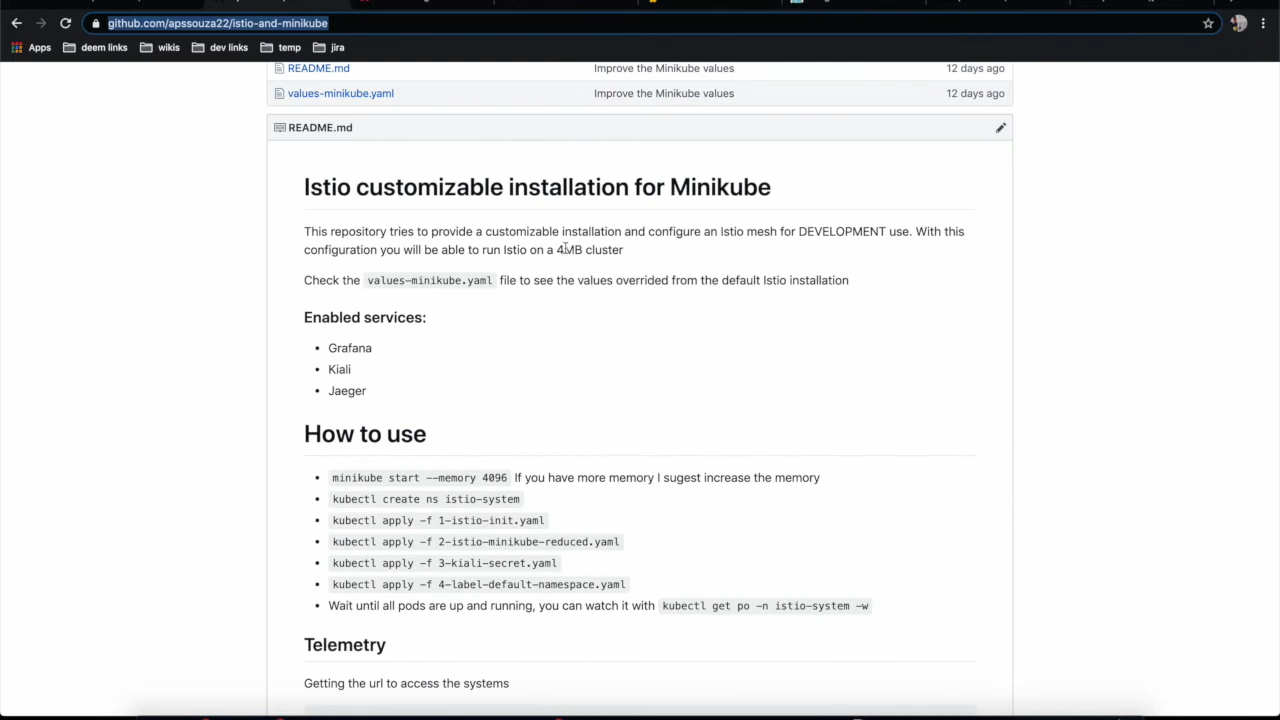 github.com/apssouza22/istio-and-minikube
Apps deem links wikis dev links temp jira
README.md Improve the Minikube values 12 days ago
values-minikube.yaml Improve the Minikube values 12 days ago
README.md
Istio customizable installation for Minikube
This repository tries to provide a customizable installation and configure an Istio mesh for DEVELOPMENT use. With this
configuration you will be able to run Istio on a 4MB cluster
Check the values-minikube.yaml file to see the values overrided from the default Istio installation
Enabled services:
• Grafana
• Kiali
• Jaeger
How to use
• minikube start --memory 4096 If you have more memory I sugest increase the memory
• kubectl create ns istio-system
• kubectl apply -f 1-istio-init.yaml
• kubectl apply -f 2-istio-minikube-reduced.yaml
• kubectl apply -f 3-kiali-secret.yaml
• kubectl apply -f 4-label-default-namespace.yaml
• Wait until all pods are up and running, you can watch it with kubectl get po -n istio-system -w
Telemetry
Getting the url to access the systems